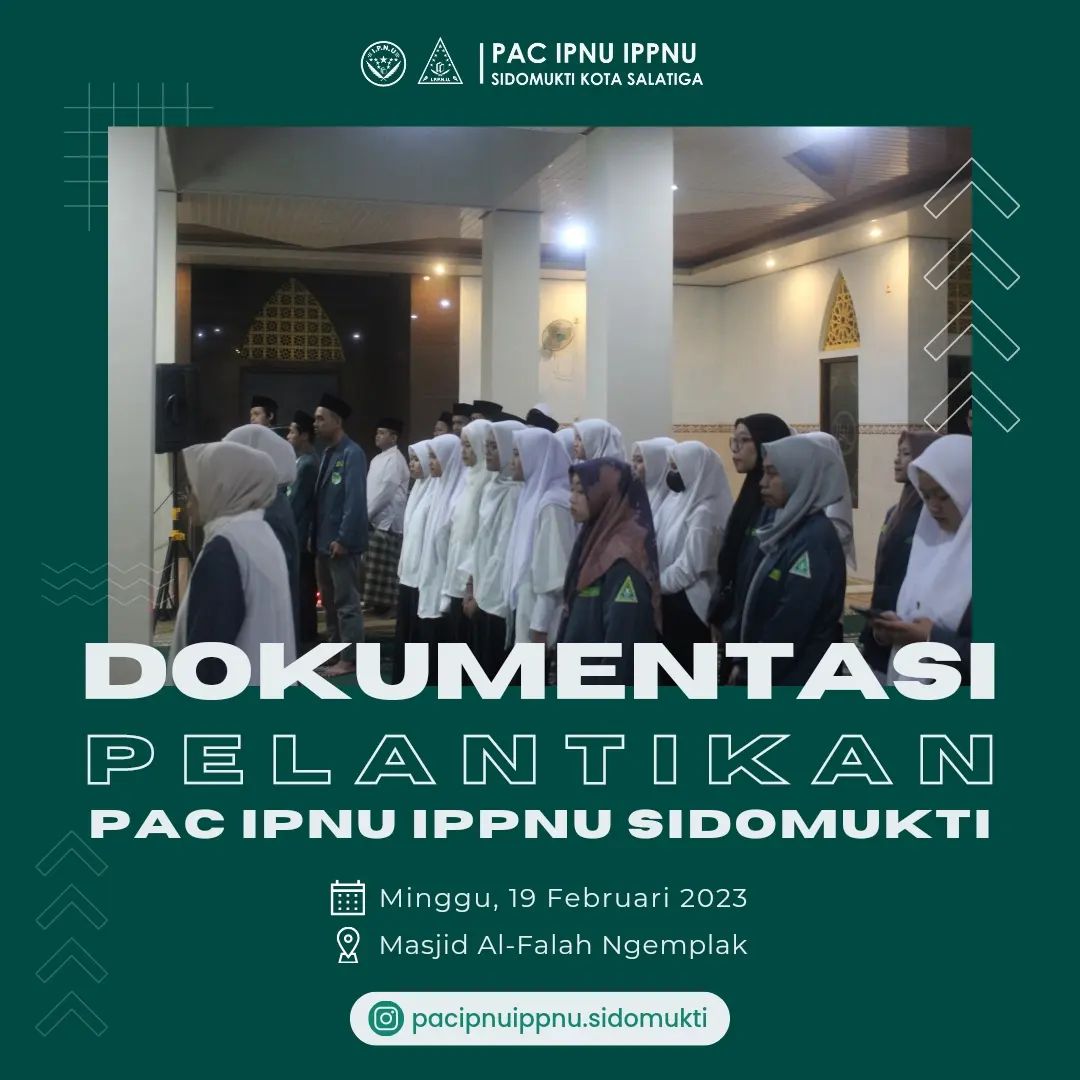 I.P.N.U
I.P.P.N.U.
PAC IPNU IPPNU
SIDOMUKTI KOTA SALATIGA
DOKUMENTASI
PELANTIKAN
PAC IPNU IPPNU SIDOMUKTI
Minggu, 19 Februari 2023
Masjid Al-Falah Ngemplak
pacipnuippnu.sidomukti